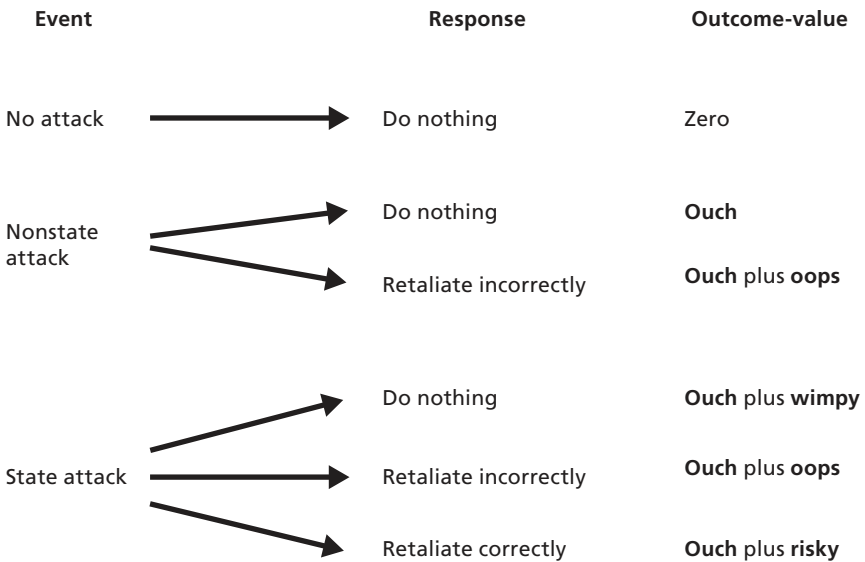 Event Response Outcome-value
No attack Do nothing Zero
Nonstate
attack
Do nothing Ouch
Retaliate incorrectly Ouch plus oops
State attack
Do nothing Ouch plus wimpy
Retaliate incorrectly Ouch plus oops
Retaliate correctly Ouch plus risky